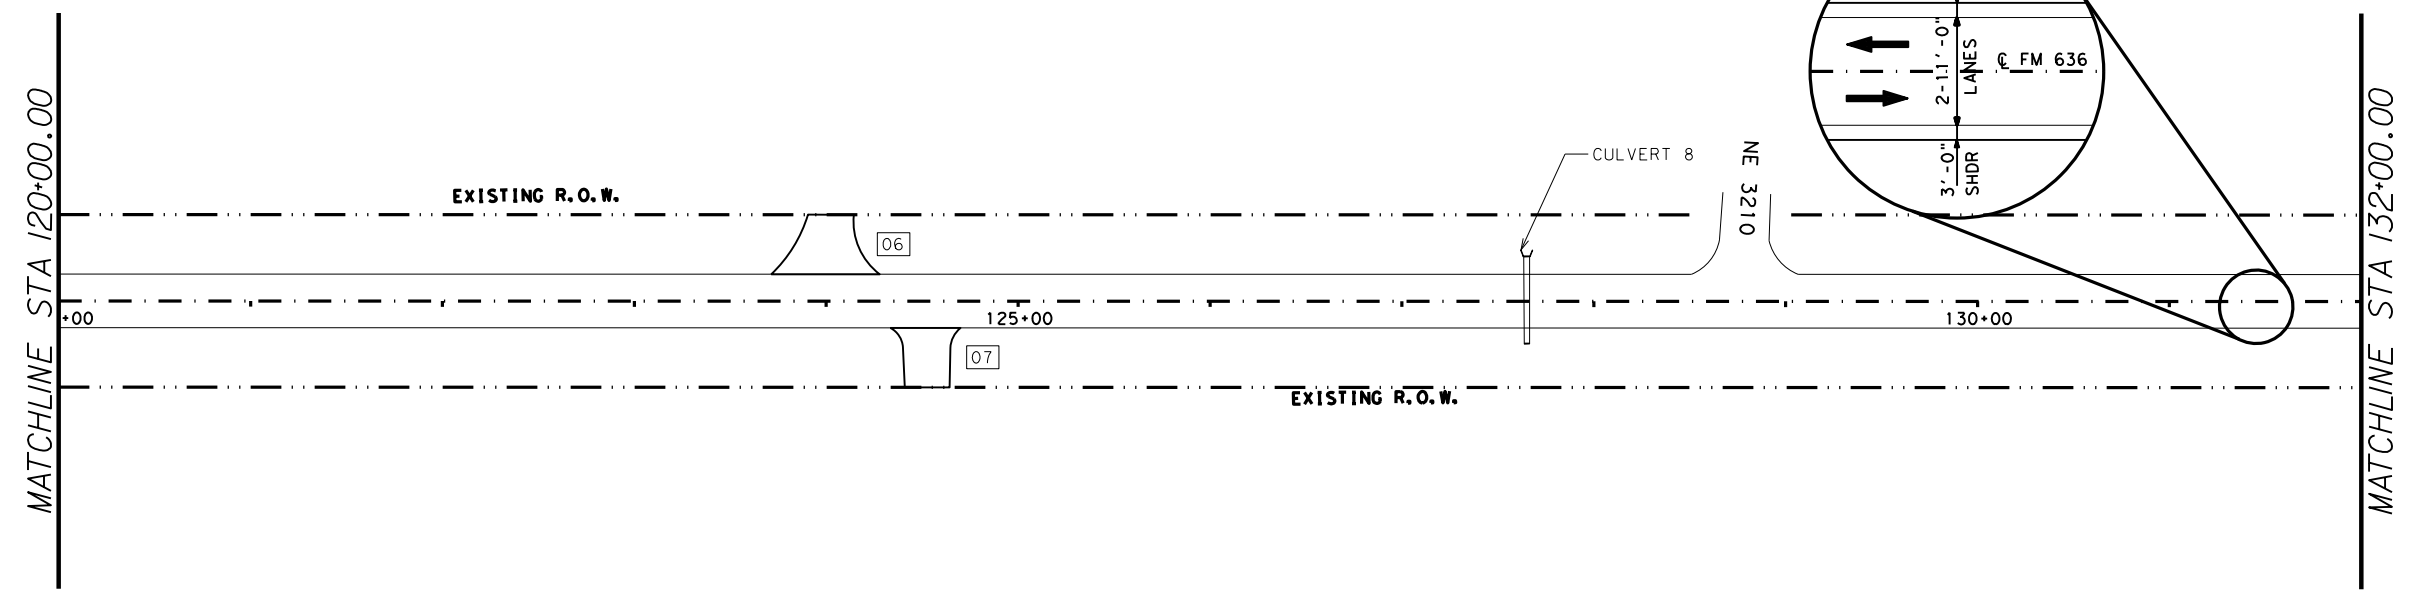 MATCHLINE STA 120+00.00
EXISTING R.O.W.
06
+00
07
125+00
CULVERT 8
EXISTING R.O.W.
NE 3210
2-11'-0"
LANES
℄ FM 636
3'-0"
SHDR
130+00
MATCHLINE STA 132+00.00